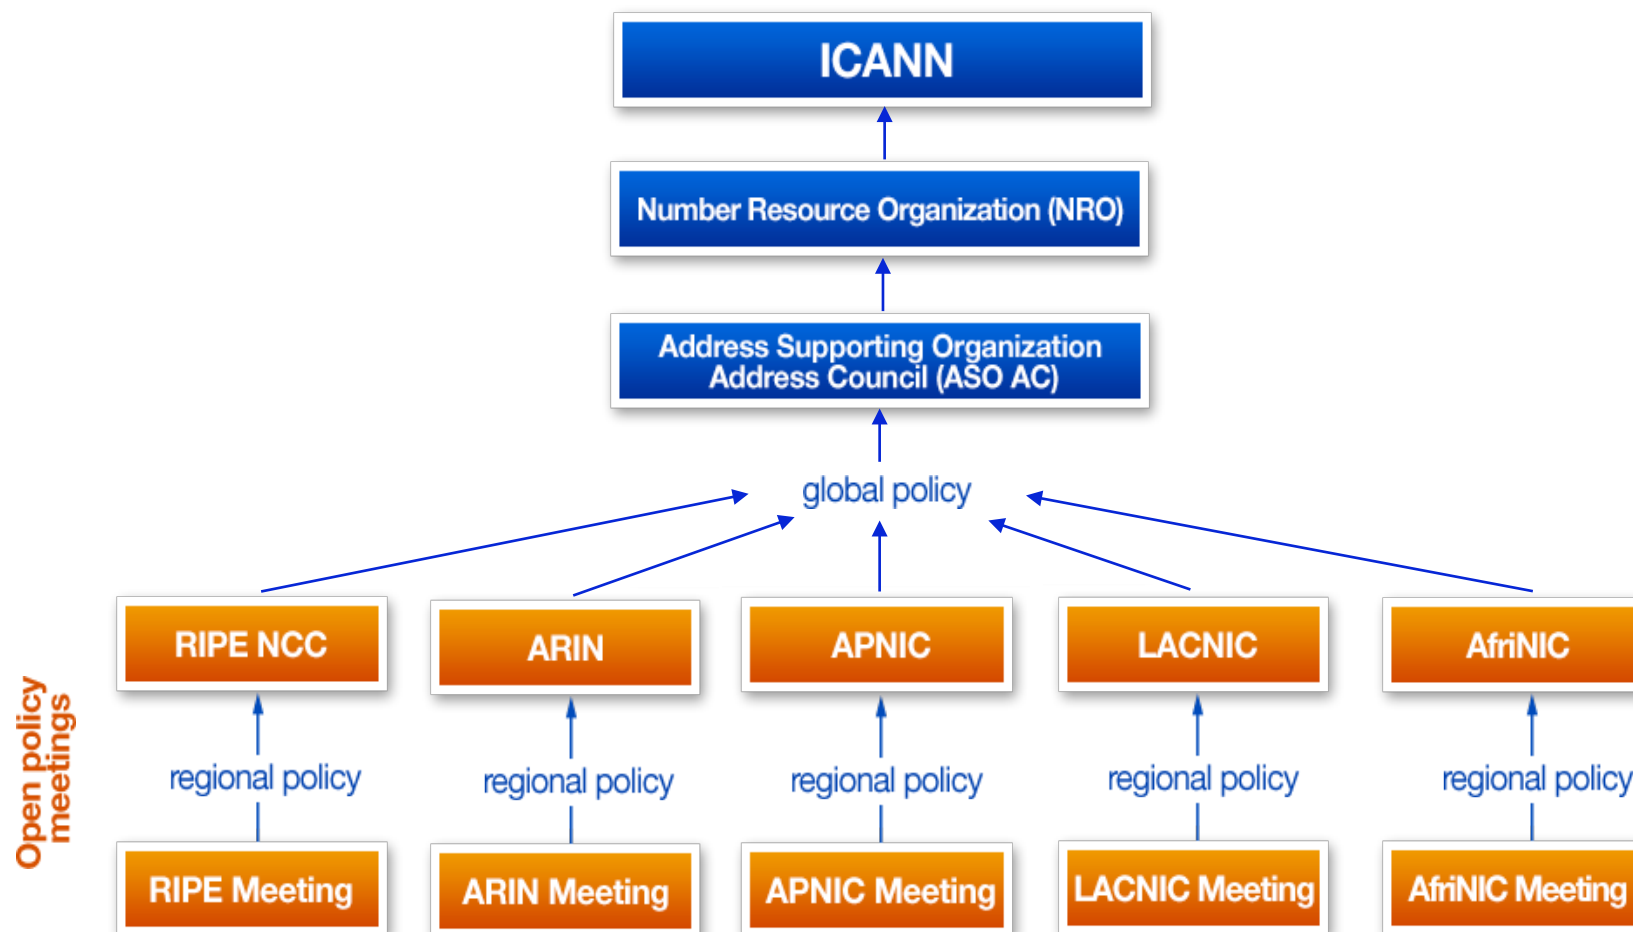 ICANN
Number Resource Organization (NRO)
Address Supporting Organization
Address Council (ASO AC)
global policy
RIPE NCC
ARIN
APNIC
LACNIC
AfriNIC
Open policy
meetings
regional policy
regional policy
regional policy
regional policy
regional policy
RIPE Meeting
ARIN Meeting
APNIC Meeting
LACNIC Meeting
AfriNIC Meeting